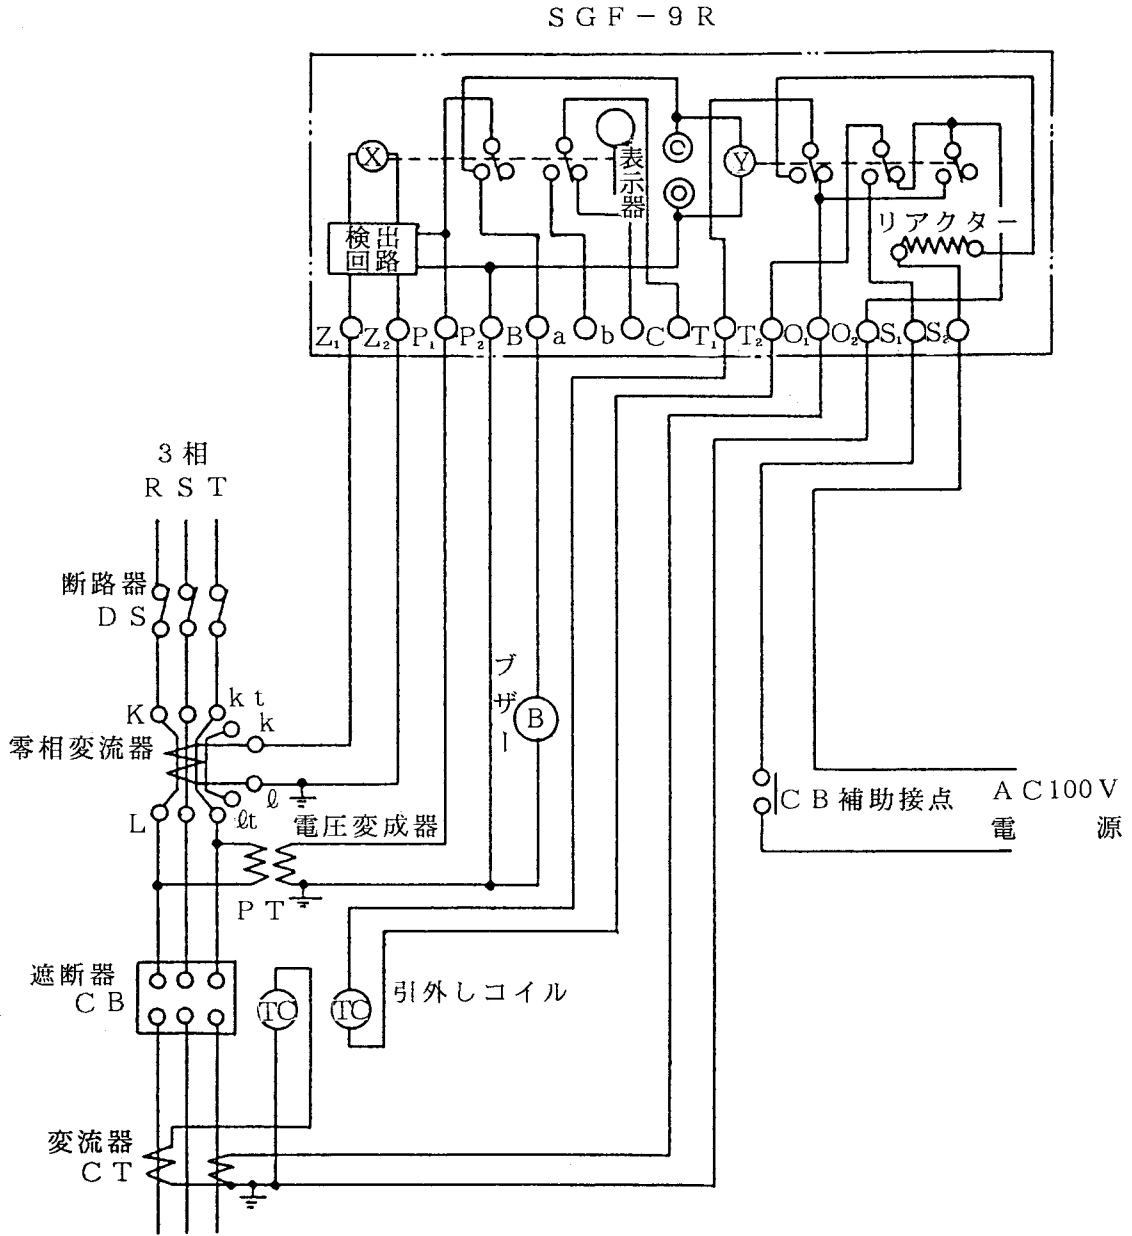 SGF-9R
X
表示器
C
Y
リアクター
検出
回路
Z₁ Z₂ P₁ P₂ B a b C T₁ T₂ O₁ O₂ S₁ S₂
3相
R S T
断路器
DS
ブザー
B
K
kt
k
零相変流器
ℓ
L
ℓt
電圧変成器
PT
CB補助接点
AC100V
電源
遮断器
CB
TC
TC
引外しコイル
変流器
CT